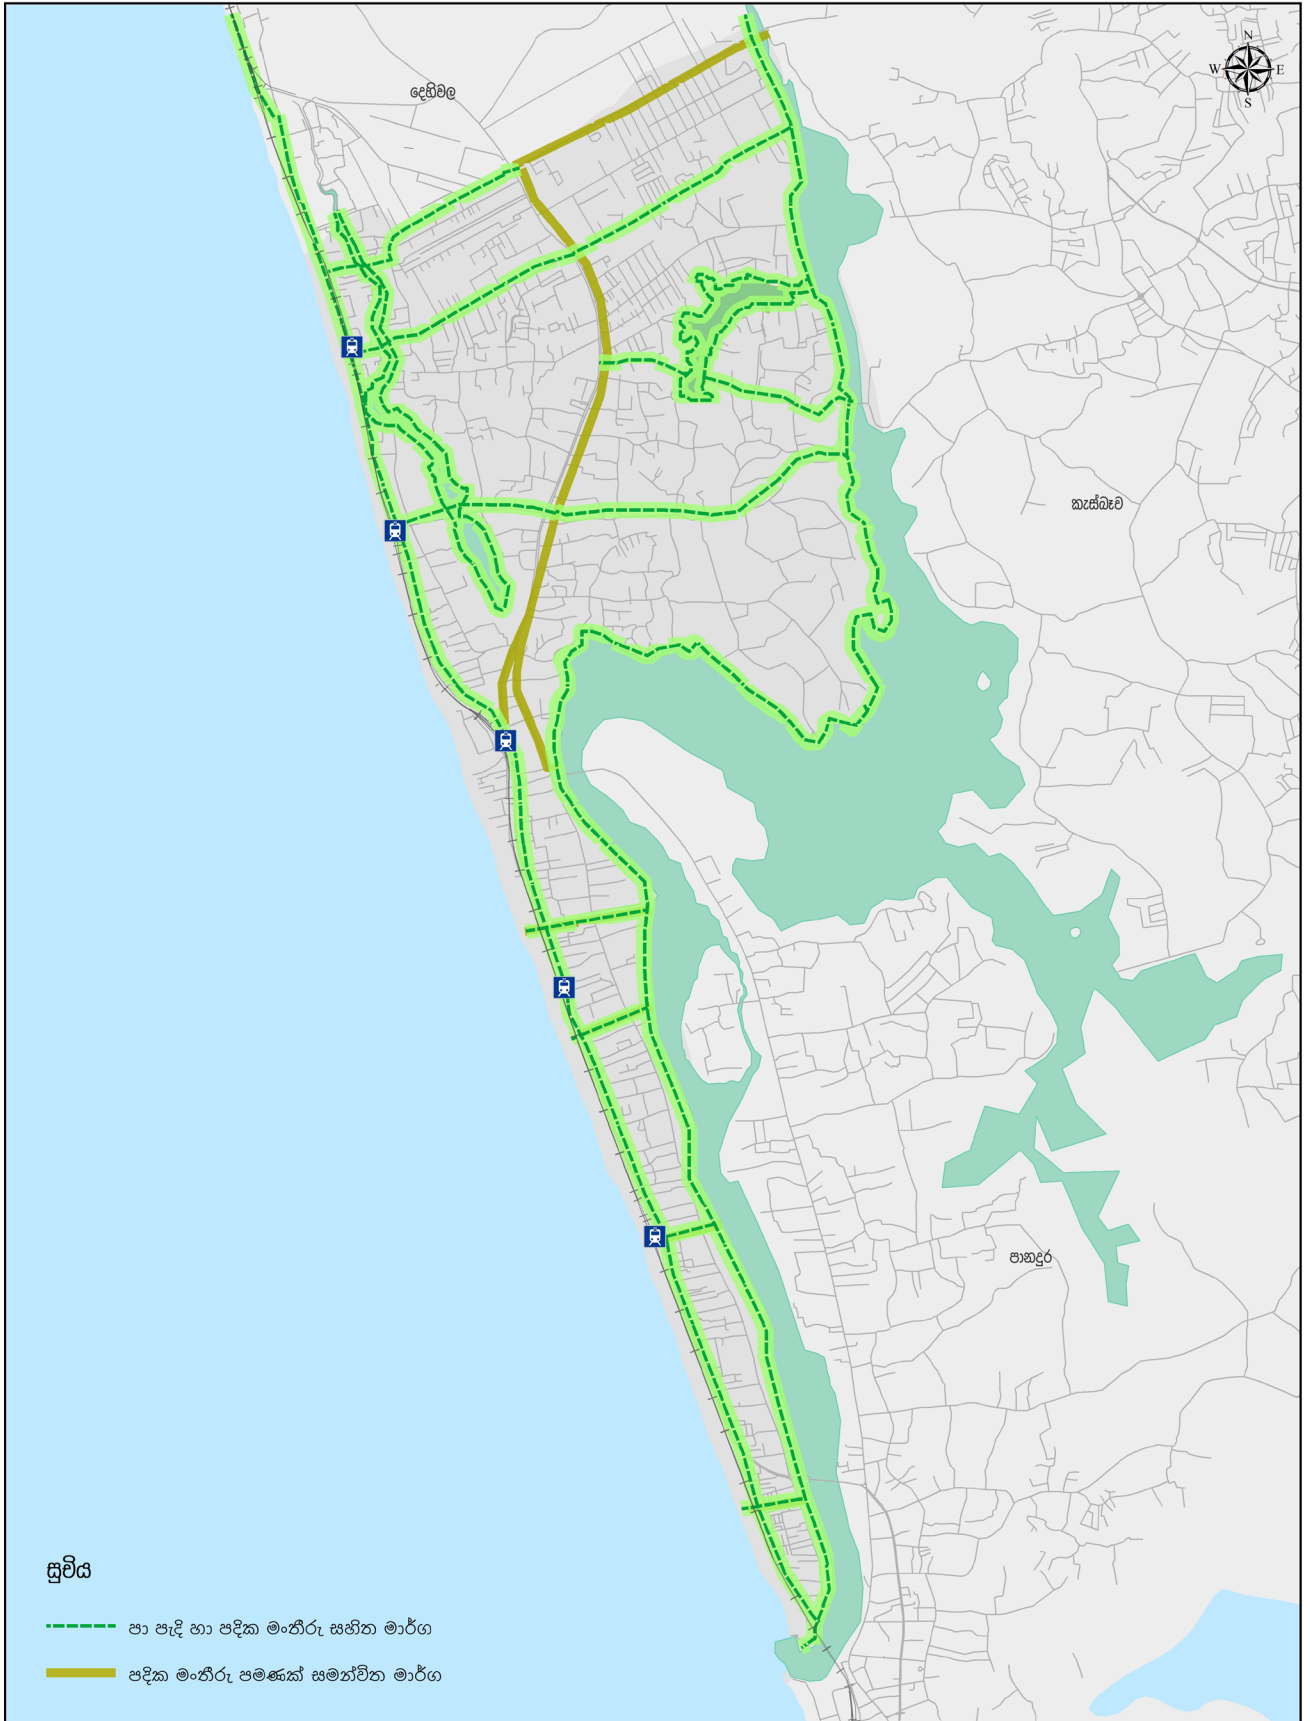 N
W E
S
දෙහිවල
කැස්බෑව
පානදුර
සුචිය
පා පැදි හා පදික මංතීරු සහිත මාර්ග
පදික මංතීරු පමණක් සමන්විත මාර්ග